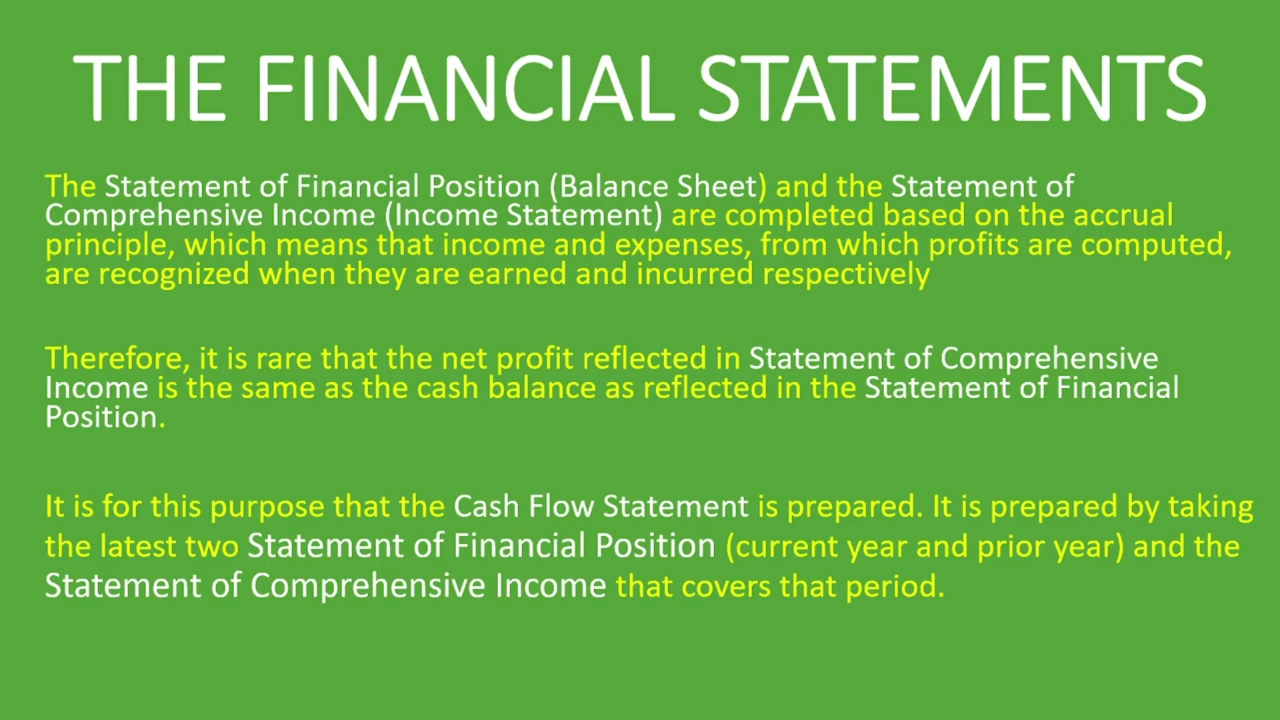 THE FINANCIAL STATEMENTS
The Statement of Financial Position (Balance Sheet) and the Statement of
Comprehensive Income (Income Statement) are completed based on the accrual
principle, which means that income and expenses, from which profits are computed,
are recognized when they are earned and incurred respectively
Therefore, it is rare that the net profit reflected in Statement of Comprehensive
Income is the same as the cash balance as reflected in the Statement of Financial
Position.
It is for this purpose that the Cash Flow Statement is prepared. It is prepared by taking
the latest two Statement of Financial Position (current year and prior year) and the
Statement of Comprehensive Income that covers that period.